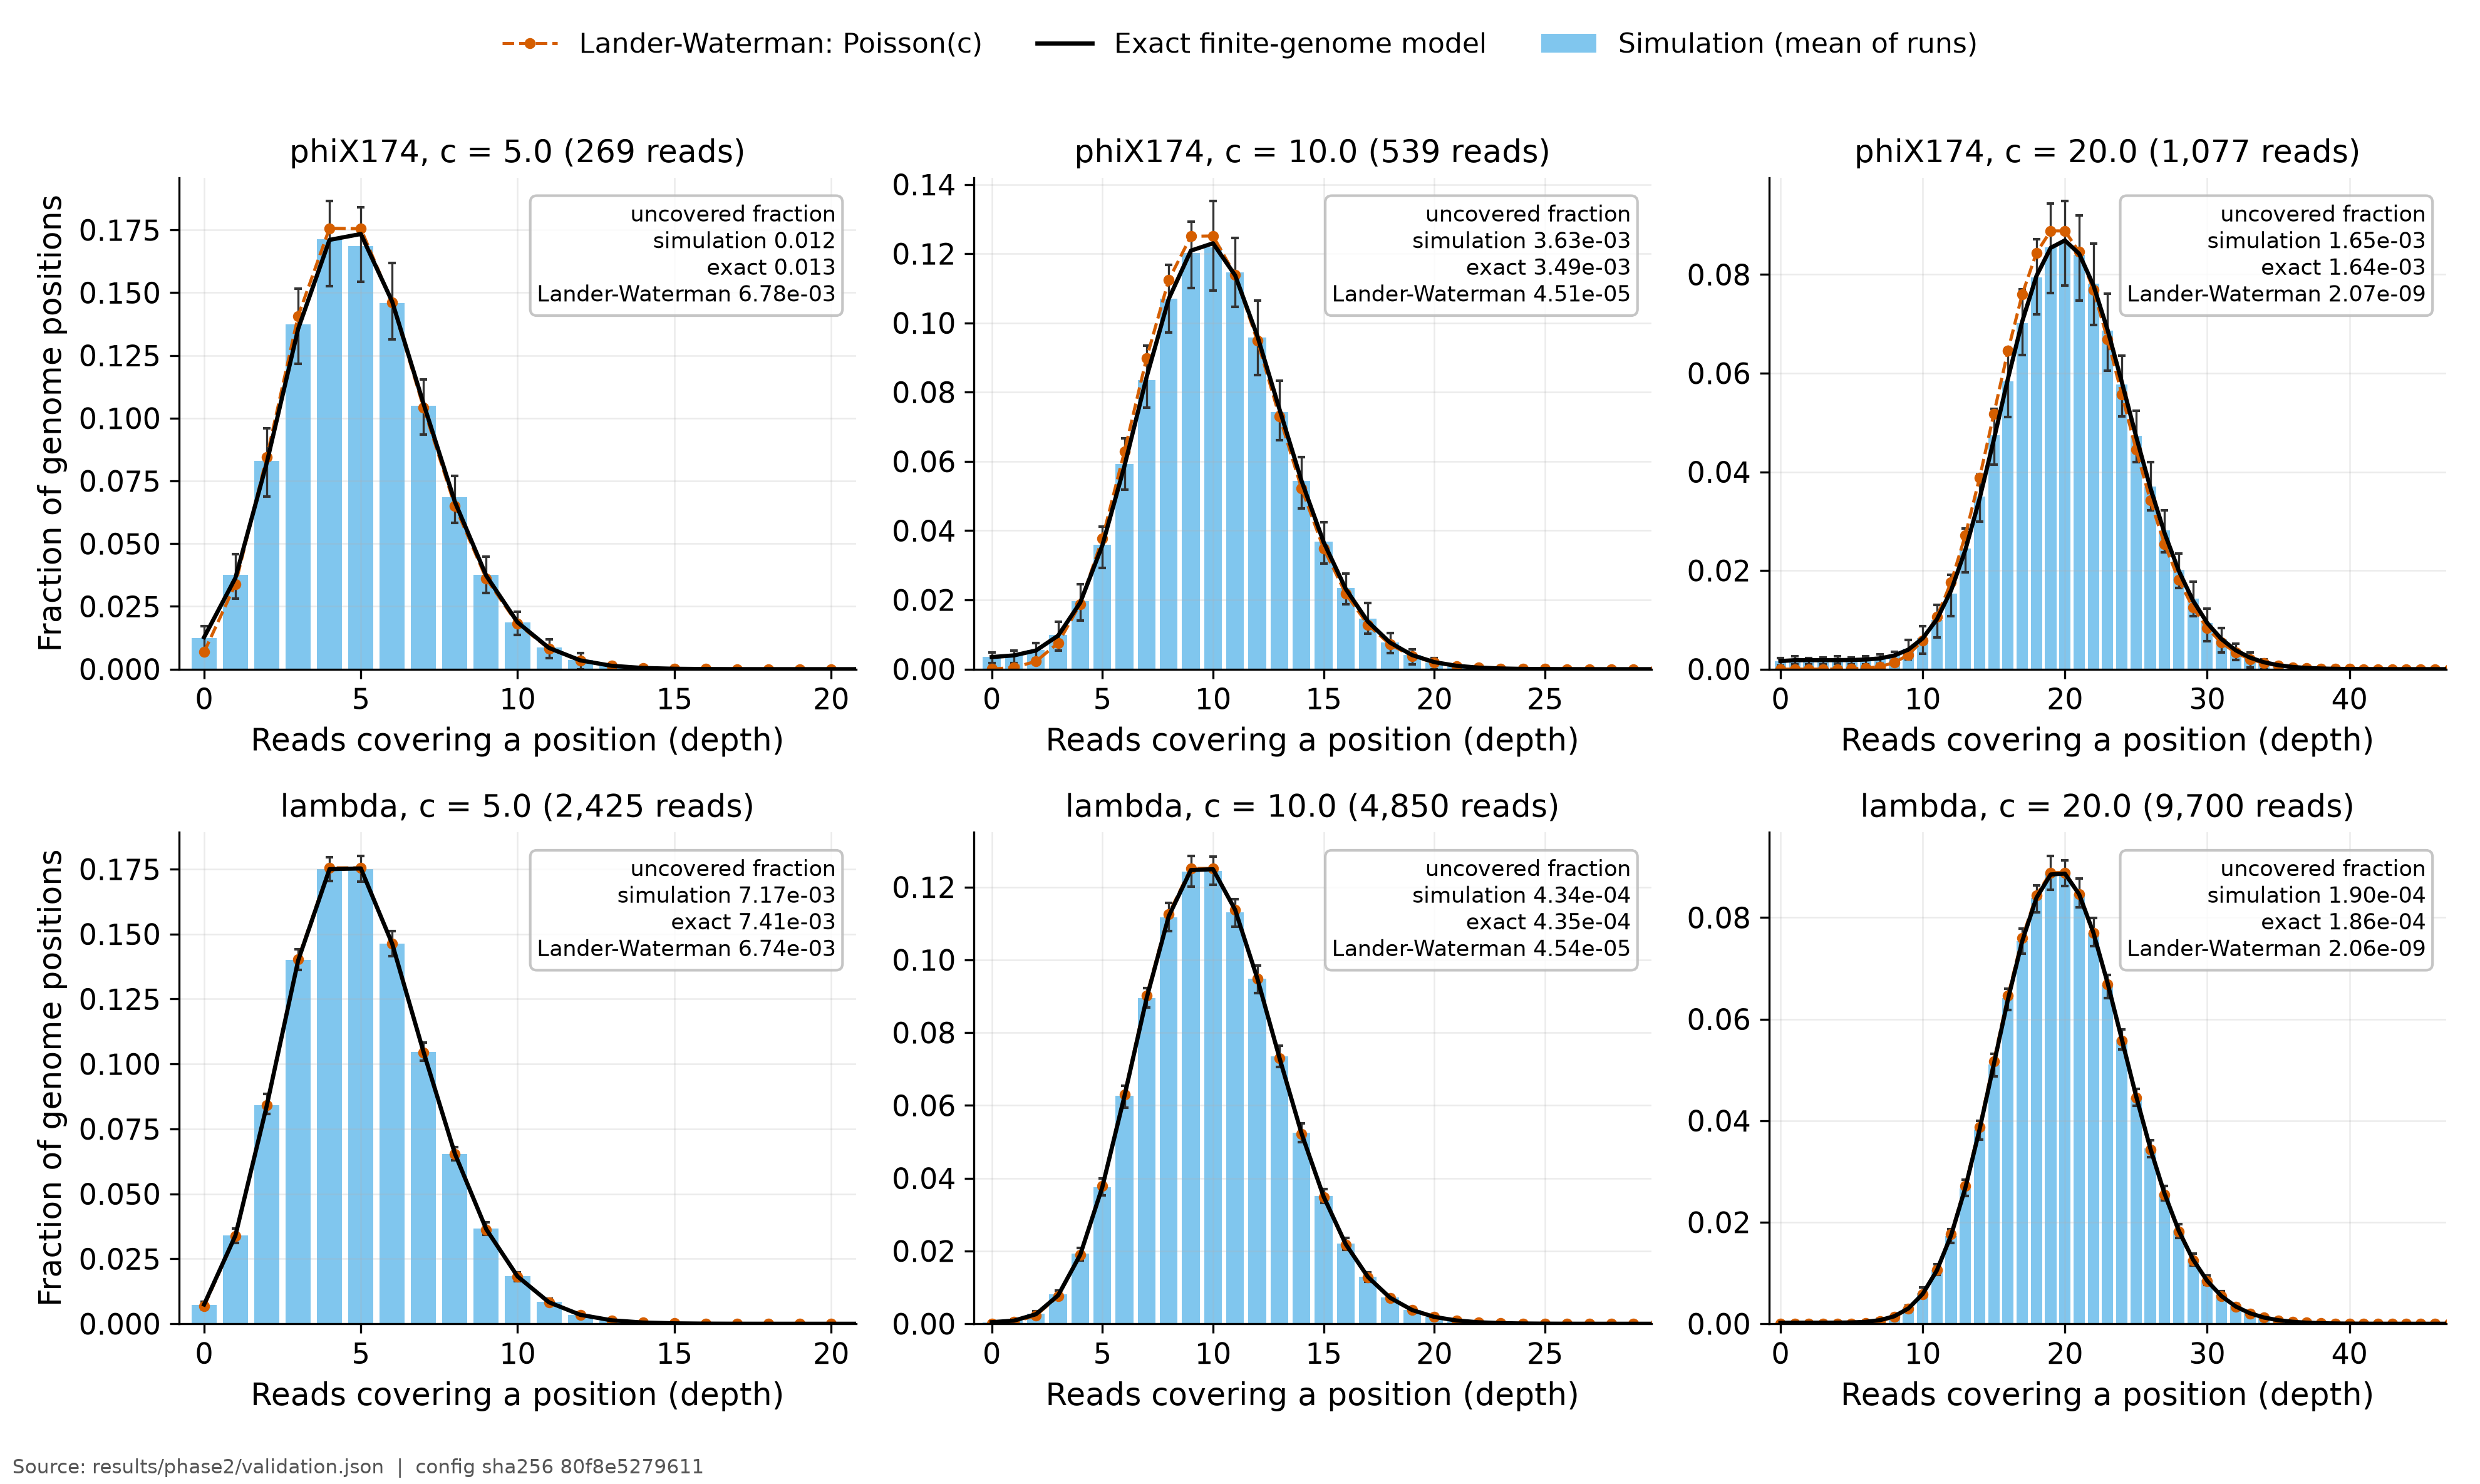 Lander-Waterman: Poisson(c)
Exact finite-genome model
Simulation (mean of runs)
phiX174, c = 5.0 (269 reads)
0.175
0.150
0.125
0.100
0.075
0.050
0.025
0.000
Fraction of genome positions
uncovered fraction
simulation 0.012
exact 0.013
Lander-Waterman 6.78e-03
0 5 10 15 20
Reads covering a position (depth)
phiX174, c = 10.0 (539 reads)
0.14
0.12
0.10
0.08
0.06
0.04
0.02
0.00
uncovered fraction
simulation 3.63e-03
exact 3.49e-03
Lander-Waterman 4.51e-05
0 5 10 15 20 25
Reads covering a position (depth)
phiX174, c = 20.0 (1,077 reads)
0.08
0.06
0.04
0.02
0.00
uncovered fraction
simulation 1.65e-03
exact 1.64e-03
Lander-Waterman 2.07e-09
0 10 20 30 40
Reads covering a position (depth)
lambda, c = 5.0 (2,425 reads)
0.175
0.150
0.125
0.100
0.075
0.050
0.025
0.000
Fraction of genome positions
uncovered fraction
simulation 7.17e-03
exact 7.41e-03
Lander-Waterman 6.74e-03
0 5 10 15 20
Reads covering a position (depth)
lambda, c = 10.0 (4,850 reads)
0.12
0.10
0.08
0.06
0.04
0.02
0.00
uncovered fraction
simulation 4.34e-04
exact 4.35e-04
Lander-Waterman 4.54e-05
0 5 10 15 20 25
Reads covering a position (depth)
lambda, c = 20.0 (9,700 reads)
0.08
0.06
0.04
0.02
0.00
uncovered fraction
simulation 1.90e-04
exact 1.86e-04
Lander-Waterman 2.06e-09
0 10 20 30 40
Reads covering a position (depth)
Source: results/phase2/validation.json | config sha256 80f8e5279611